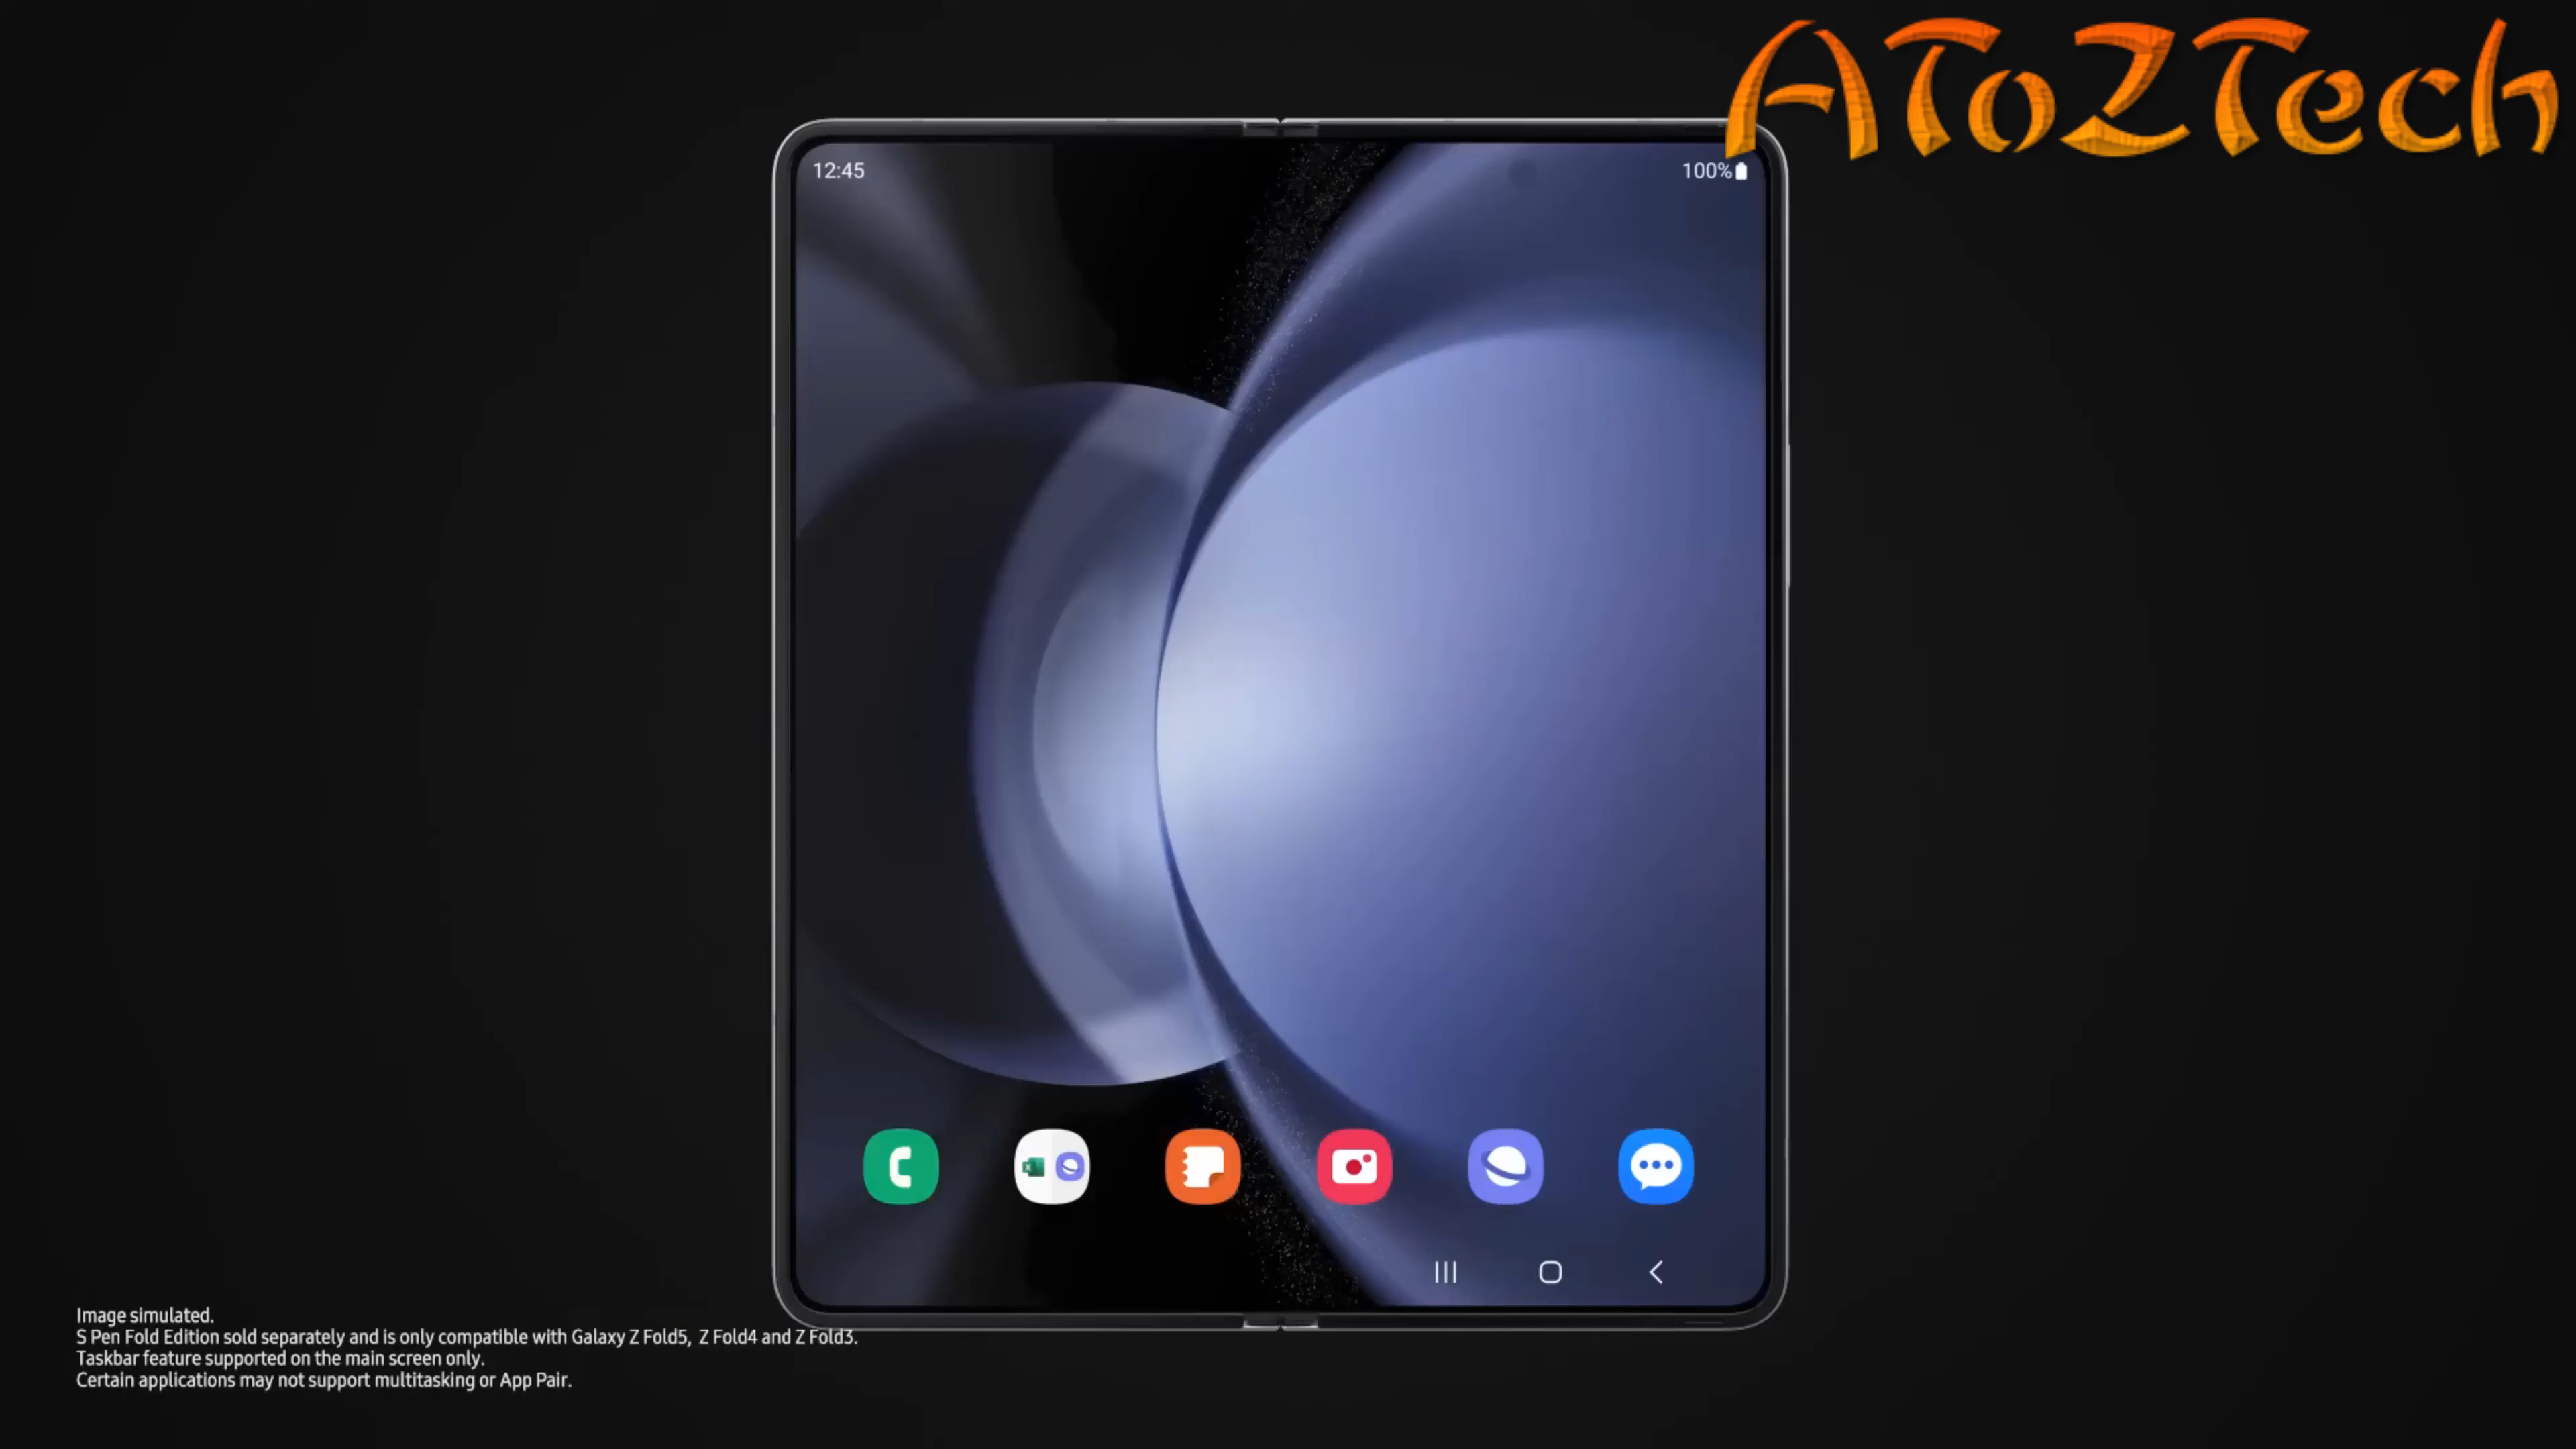 AToZTech
12:45
100%
Image simulated.
S Pen Fold Edition sold separately and is only compatible with Galaxy Z Fold5, Z Fold4 and Z Fold3.
Taskbar feature supported on the main screen only.
Certain applications may not support multitasking or App Pair.